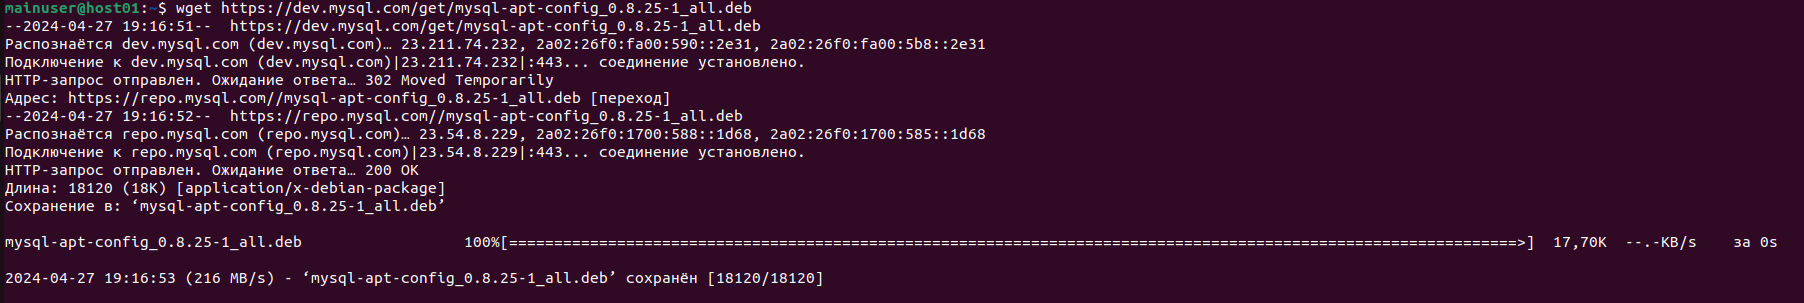 mainuser@host01:~$ wget https://dev.mysql.com/get/mysql-apt-config_0.8.25-1_all.deb
--2024-04-27 19:16:51--  https://dev.mysql.com/get/mysql-apt-config_0.8.25-1_all.deb
Распознаётся dev.mysql.com (dev.mysql.com)… 23.211.74.232, 2a02:26f0:fa00:590::2e31, 2a02:26f0:fa00:5b8::2e31
Подключение к dev.mysql.com (dev.mysql.com)|23.211.74.232|:443... соединение установлено.
HTTP-запрос отправлен. Ожидание ответа… 302 Moved Temporarily
Адрес: https://repo.mysql.com//mysql-apt-config_0.8.25-1_all.deb [переход]
--2024-04-27 19:16:52--  https://repo.mysql.com//mysql-apt-config_0.8.25-1_all.deb
Распознаётся repo.mysql.com (repo.mysql.com)… 23.54.8.229, 2a02:26f0:1700:588::1d68, 2a02:26f0:1700:585::1d68
Подключение к repo.mysql.com (repo.mysql.com)|23.54.8.229|:443... соединение установлено.
HTTP-запрос отправлен. Ожидание ответа… 200 OK
Длина: 18120 (18K) [application/x-debian-package]
Сохранение в: ‘mysql-apt-config_0.8.25-1_all.deb’
mysql-apt-config_0.8.25-1_all.deb                  100%[================================================================================================================>]  17,70K  --.-KB/s    за 0s
2024-04-27 19:16:53 (216 MB/s) - ‘mysql-apt-config_0.8.25-1_all.deb’ сохранён [18120/18120]